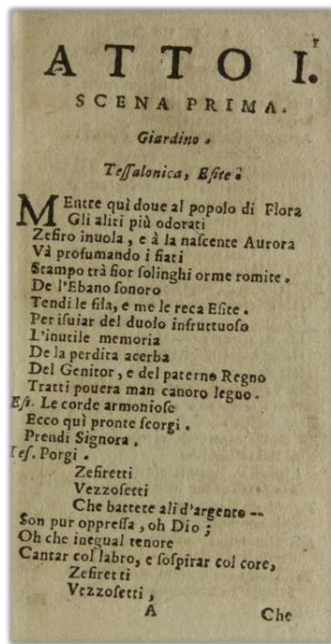 1
ATTO I.
SCENA PRIMA.
Giardino.
Teſſalonica, Eſite.
MEntre quì doue al popolo di Flora
Gli aliti più odorati
Zefiro inuola, e à la naſcente Aurora
Và profumando i fiati
Stampo trà fior ſolinghi orme romite.
De l'Ebano ſonoro
Tendi le fila, e me le reca Eſite.
Per iſuiar del duolo infruttuoſo
L'inutile memoria
De la perdita acerba
Del Genitor, e del paterno Regno
Tratti pouera man canoro legno.
Eſi. Le corde armonioſe
Ecco quì pronte ſcorgi.
Prendi Signora.
Teſ. Porgi.
Zefiretti
Vezzoſetti
Che battete ali d'argento --
Son pur oppreſſa, oh Dio;
Oh che inegual tenore
Cantar col labro, e ſoſpirar col core,
Zefiretti
Vezzoſetti,
A Che